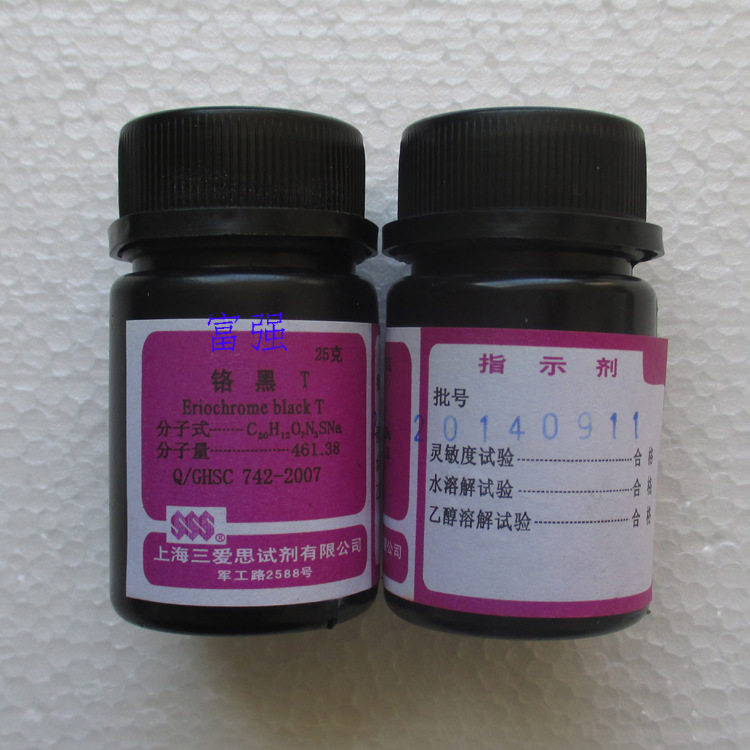 富强
25克
铬黑 T
Eriochrome black T
分子式------C₂₀H₁₂O₇N₃SNa
分子量------------461.38
Q/GHSC 742-2007
SSS®
上海三爱思试剂有限公司
军工路2588号
指示剂
批号
20140911
灵敏度试验------------合格
水溶解试验------------合格
乙醇溶解试验----------合格
公司